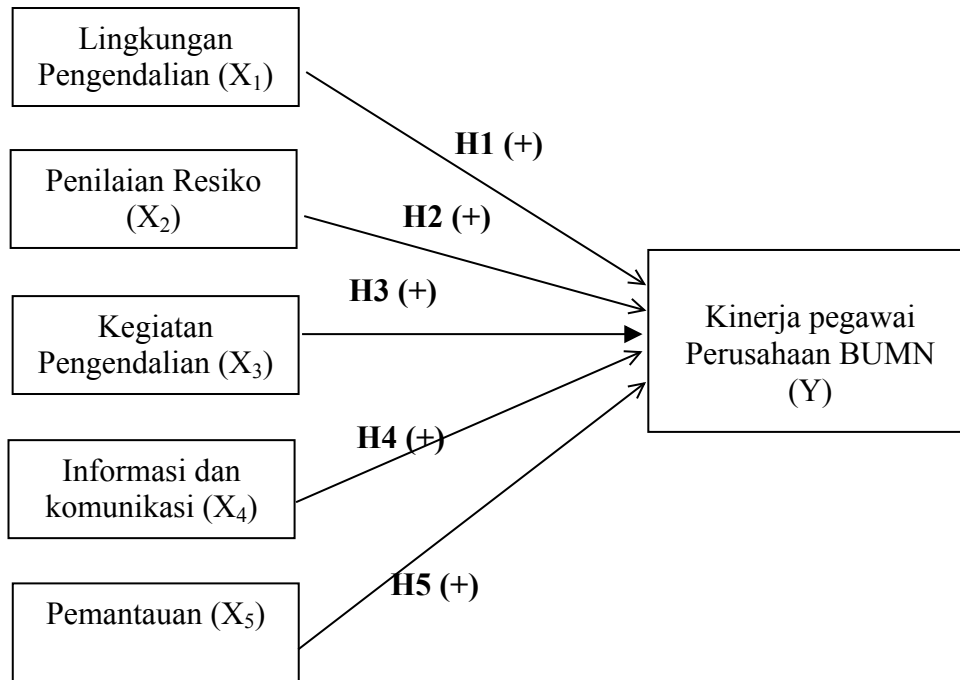 Lingkungan
Pengendalian (X₁)
H1 (+)
Penilaian Resiko
(X₂)
H2 (+)
H3 (+)
Kegiatan
Pengendalian (X₃)
Kinerja pegawai
Perusahaan BUMN
(Y)
H4 (+)
Informasi dan
komunikasi (X₄)
H5 (+)
Pemantauan (X₅)